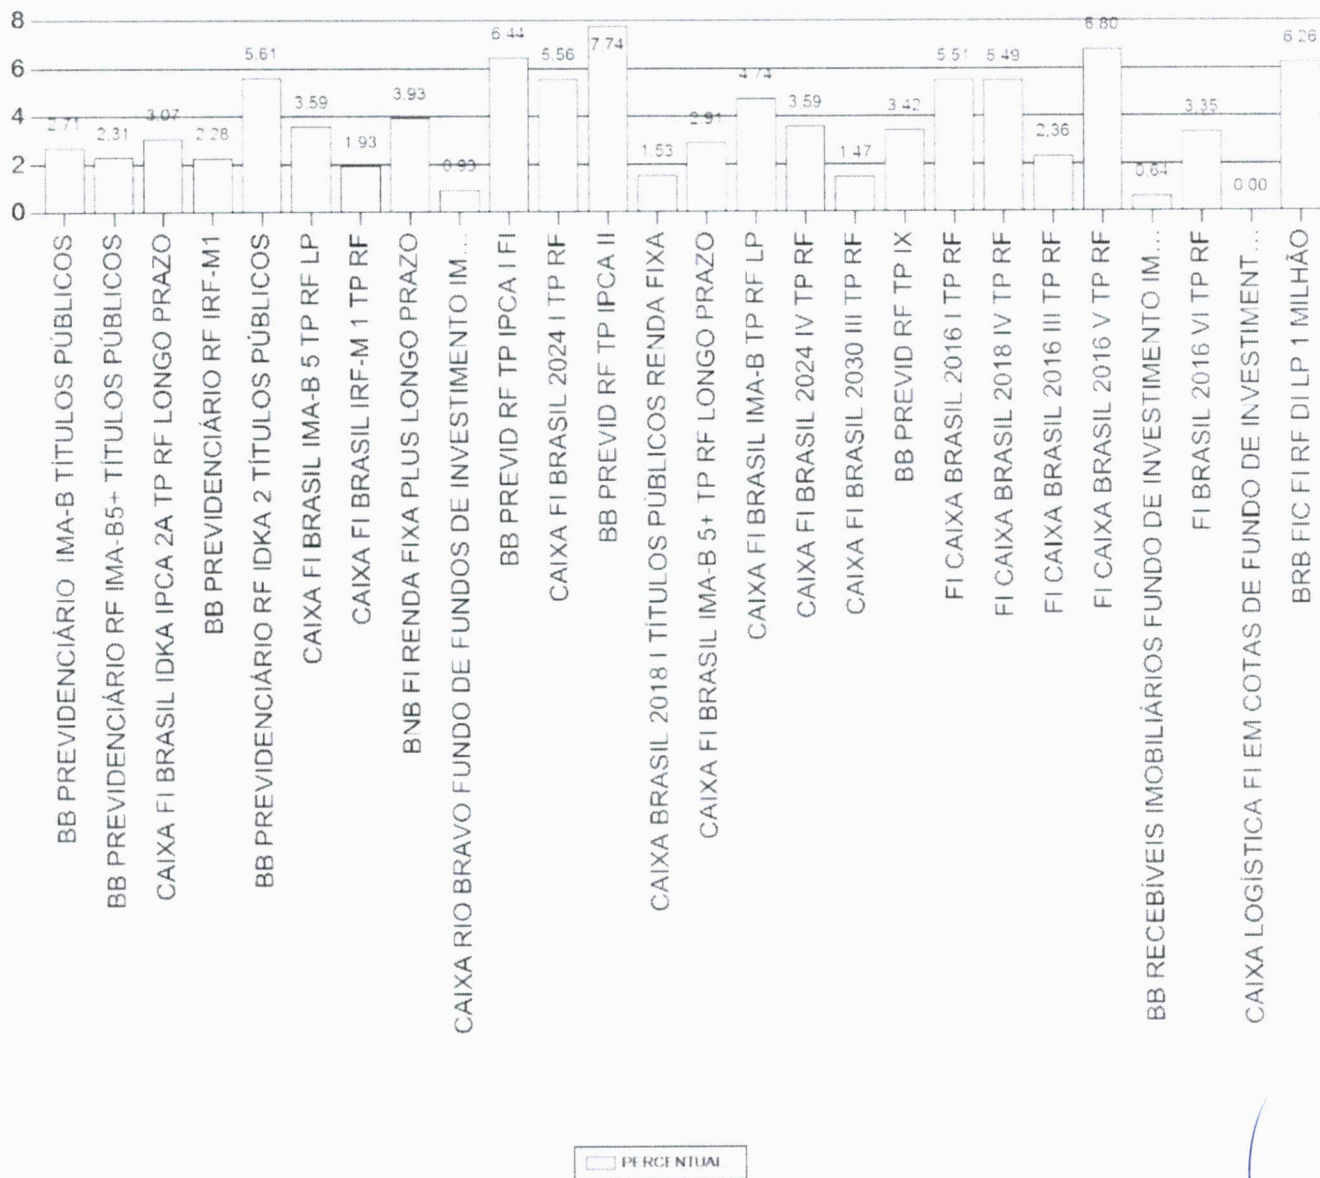 8
6
4
2
0
2.71
2.31
3.07
2.28
5.61
3.59
1.93
3.93
0.93
6.44
5.56
7.74
1.53
2.91
4.74
3.59
1.47
3.42
5.51
5.49
2,36
6.80
0.64
3,35
0.00
6.26
BB PREVIDENCIÁRIO IMA-B TÍTULOS PÚBLICOS
BB PREVIDENCIÁRIO RF IMA-B5+ TÍTULOS PÚBLICOS
CAIXA FI BRASIL IDKA IPCA 2A TP RF LONGO PRAZO
BB PREVIDENCIÁRIO RF IRF-M1
BB PREVIDENCIÁRIO RF IDKA 2 TÍTULOS PÚBLICOS
CAIXA FI BRASIL IMA-B 5 TP RF LP
CAIXA FI BRASIL IRF-M 1 TP RF
BNB FI RENDA FIXA PLUS LONGO PRAZO
CAIXA RIO BRAVO FUNDO DE FUNDOS DE INVESTIMENTO IM...
BB PREVID RF TP IPCA I FI
CAIXA FI BRASIL 2024 I TP RF
BB PREVID RF TP IPCA II
CAIXA BRASIL 2018 I TÍTULOS PÚBLICOS RENDA FIXA
CAIXA FI BRASIL IMA-B 5+ TP RF LONGO PRAZO
CAIXA FI BRASIL IMA-B TP RF LP
CAIXA FI BRASIL 2024 IV TP RF
CAIXA FI BRASIL 2030 III TP RF
BB PREVID RF TP IX
FI CAIXA BRASIL 2016 I TP RF
FI CAIXA BRASIL 2018 IV TP RF
FI CAIXA BRASIL 2016 III TP RF
FI CAIXA BRASIL 2016 V TP RF
BB RECEBÍVEIS IMOBILIÁRIOS FUNDO DE INVESTIMENTO IM...
FI BRASIL 2016 VI TP RF
CAIXA LOGÍSTICA FI EM COTAS DE FUNDO DE INVESTIMENT...
BRB FIC FI RF DI LP 1 MILHÃO
PERCENTUAL